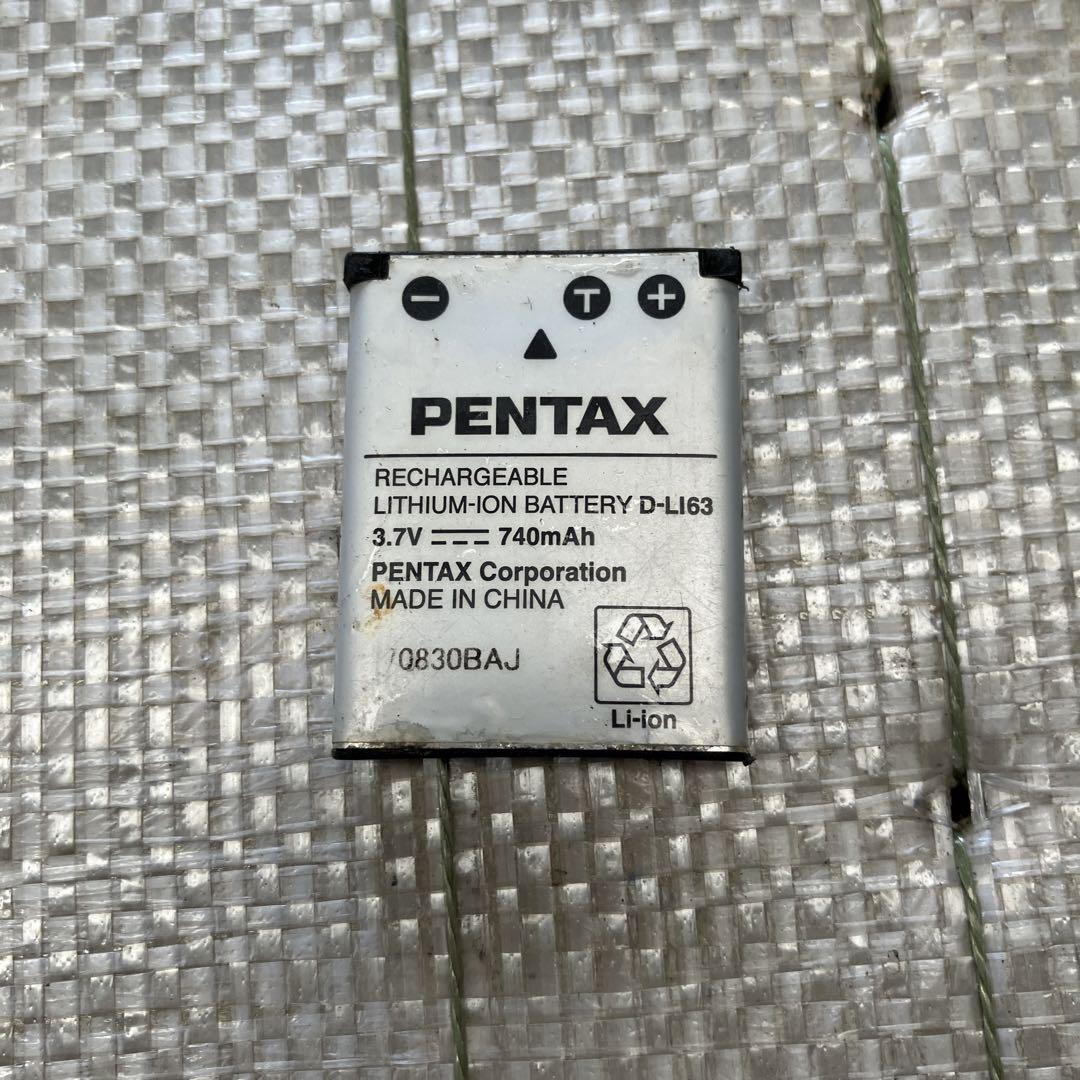 − T +
PENTAX
RECHARGEABLE
LITHIUM-ION BATTERY D-LI63
3.7V ⎓ 740mAh
PENTAX Corporation
MADE IN CHINA
0830BAJ
Li-ion